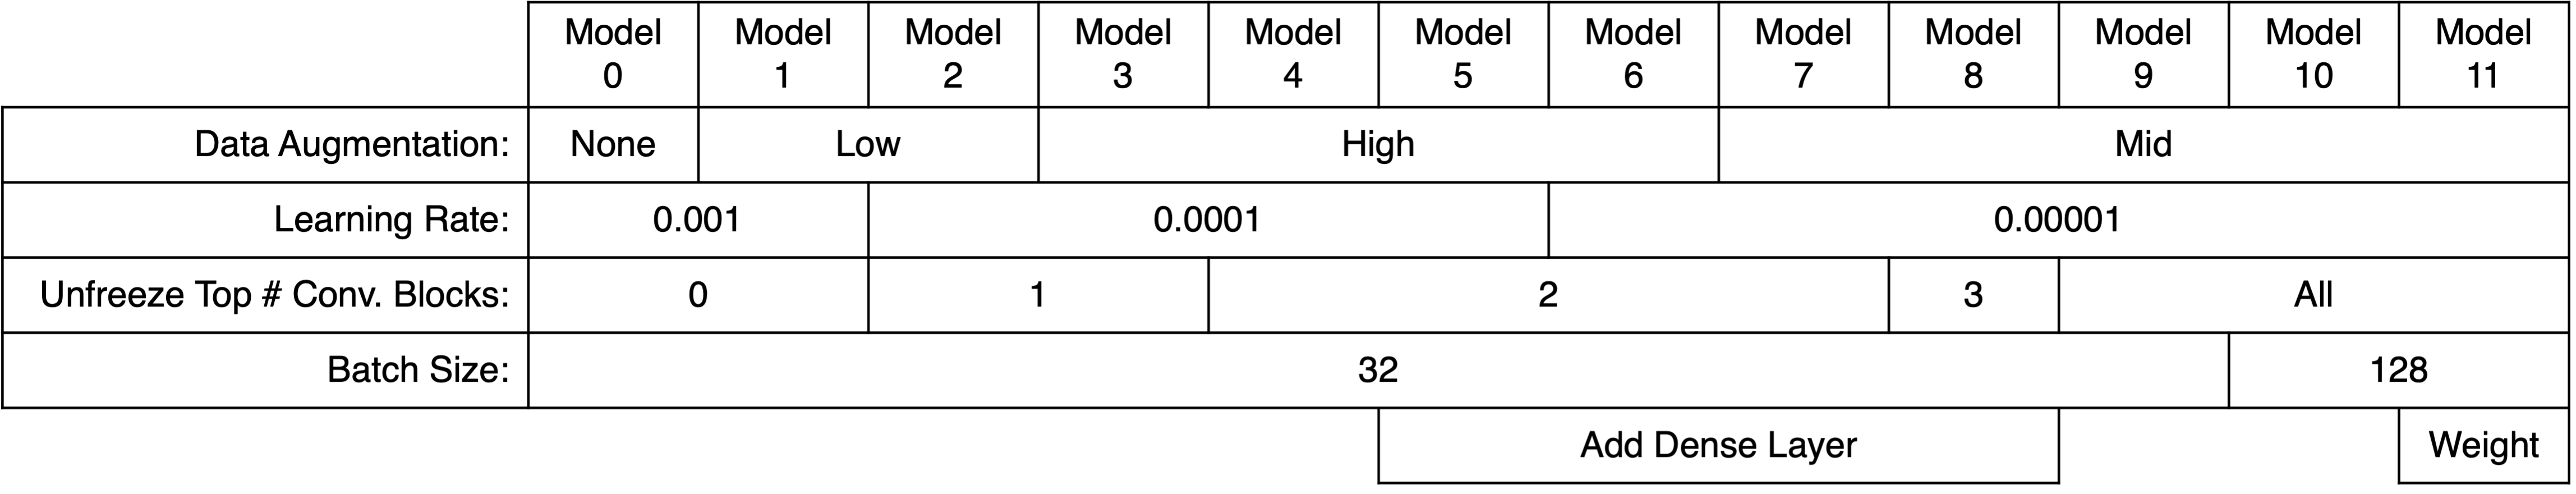 Model 0 Model 1 Model 2 Model 3 Model 4 Model 5 Model 6 Model 7 Model 8 Model 9 Model 10 Model 11
Data Augmentation: None Low High Mid
Learning Rate: 0.001 0.0001 0.00001
Unfreeze Top # Conv. Blocks: 0 1 2 3 All
Batch Size: 32 128
Add Dense Layer Weight